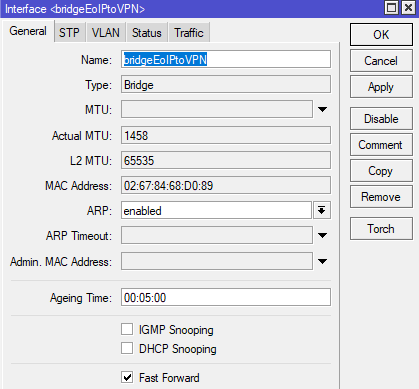 Interface <bridgeEoIPtoVPN>
General STP VLAN Status Traffic
Name: bridgeEoIPtoVPN
Type: Bridge
MTU:
Actual MTU: 1458
L2 MTU: 65535
MAC Address: 02:67:84:68:D0:89
ARP: enabled
ARP Timeout:
Admin. MAC Address:
Ageing Time: 00:05:00
IGMP Snooping
DHCP Snooping
Fast Forward
OK
Cancel
Apply
Disable
Comment
Copy
Remove
Torch